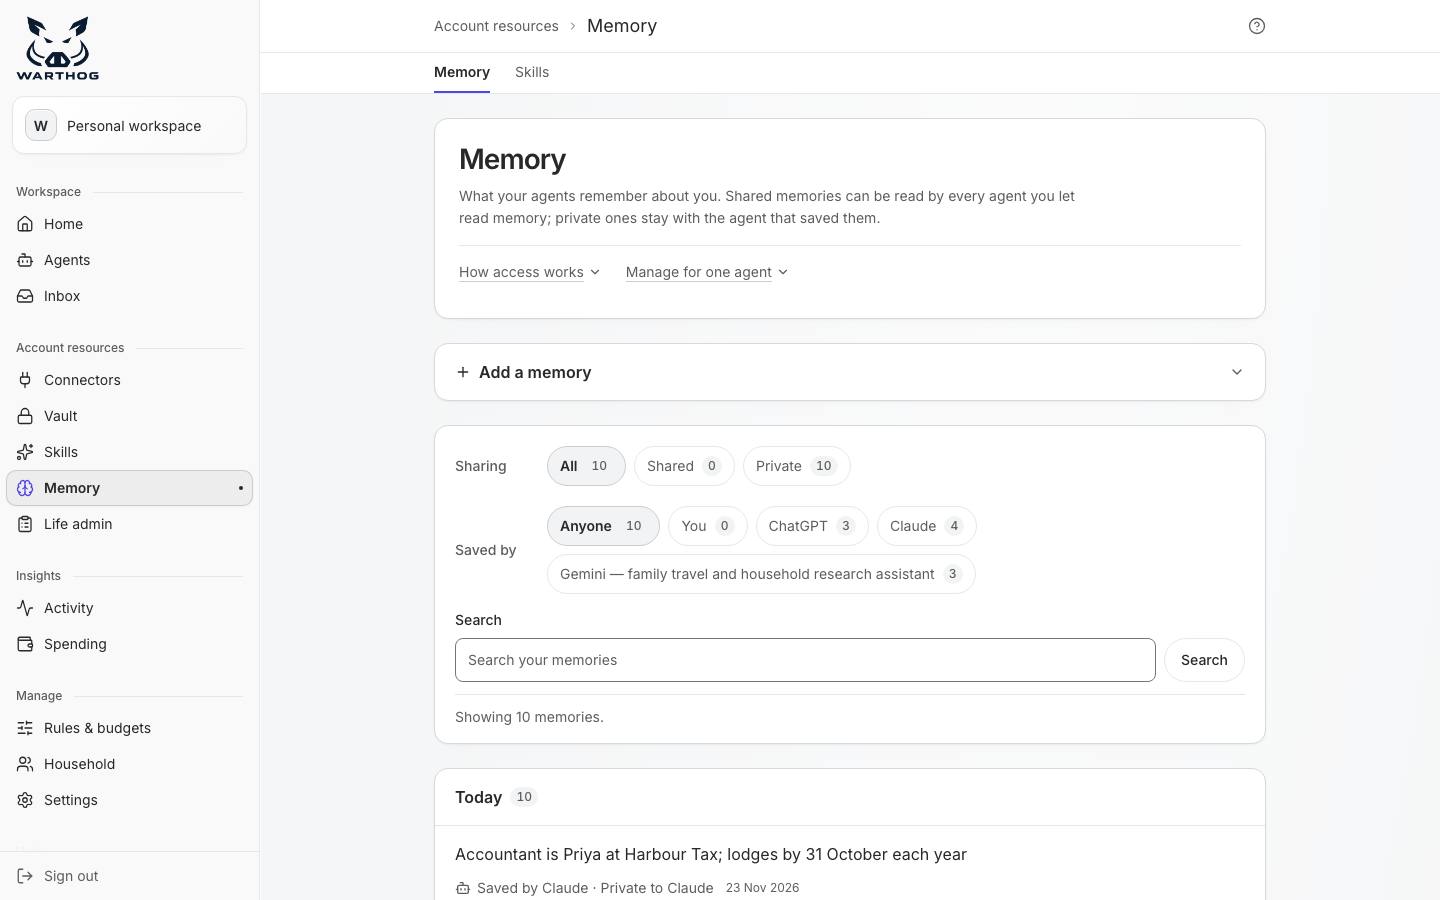 WARTHOG
W Personal workspace
Workspace
Home
Agents
Inbox
Account resources
Connectors
Vault
Skills
Memory
Life admin
Insights
Activity
Spending
Manage
Rules & budgets
Household
Settings
Sign out
Account resources > Memory
Memory Skills
Memory
What your agents remember about you. Shared memories can be read by every agent you let
read memory; private ones stay with the agent that saved them.
How access works Manage for one agent
+ Add a memory
Sharing All 10 Shared 0 Private 10
Saved by Anyone 10 You 0 ChatGPT 3 Claude 4
Gemini — family travel and household research assistant 3
Search
Search your memories Search
Showing 10 memories.
Today 10
Accountant is Priya at Harbour Tax; lodges by 31 October each year
Saved by Claude · Private to Claude 23 Nov 2026